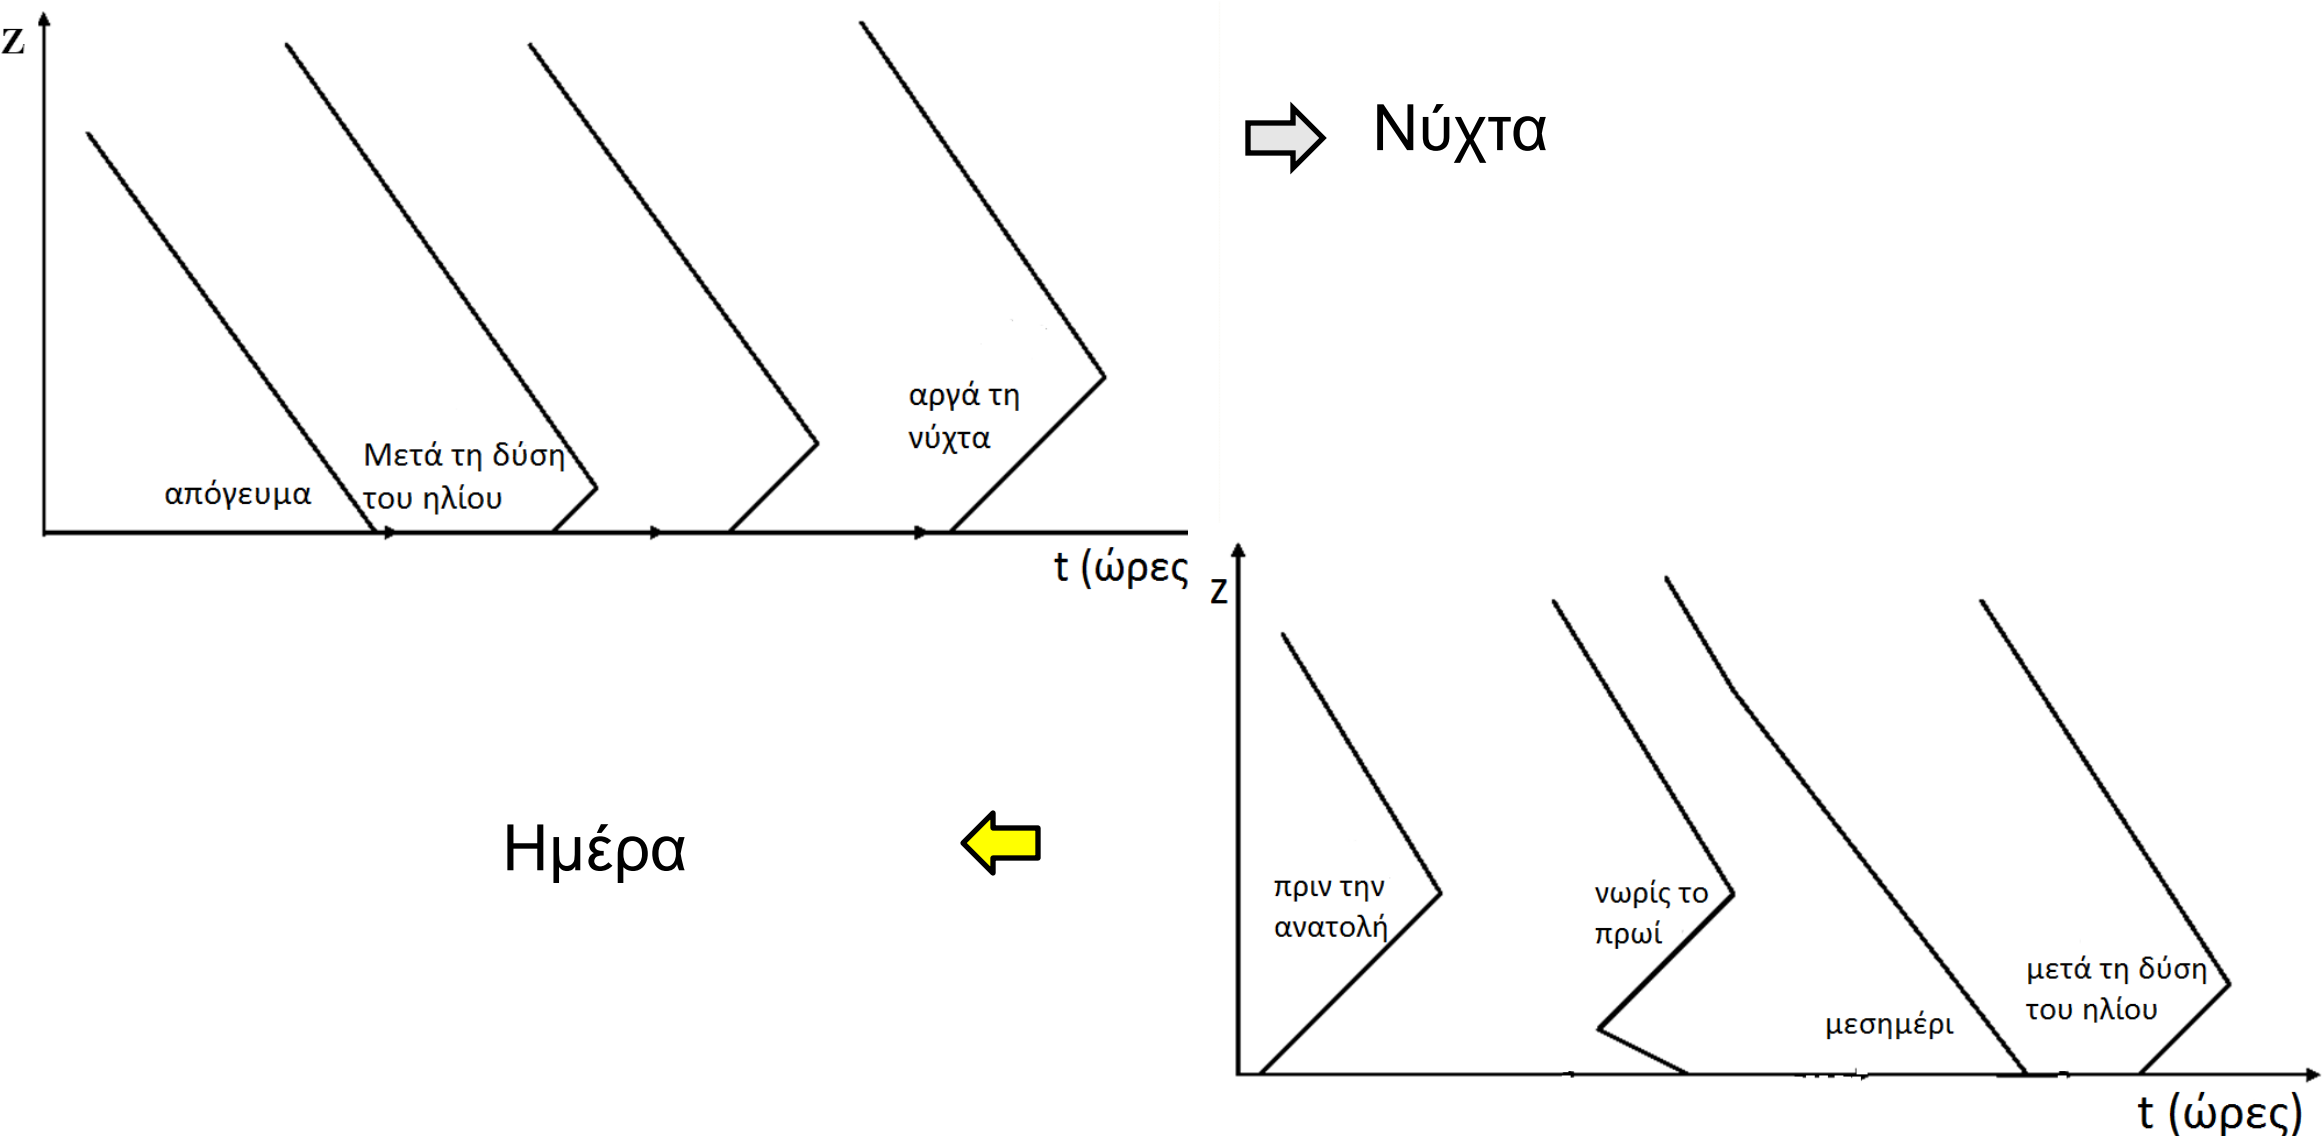 z
Νύχτα
αργά τη
νύχτα
Μετά τη δύση
του ηλίου
απόγευμα
t (ώρες
z
Ημέρα
πριν την
ανατολή
νωρίς το
πρωί
μεσημέρι
μετά τη δύση
του ηλίου
t (ώρες)